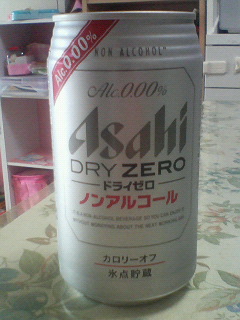 Alc.0.00%
NON ALCOHOL
Alc.0.00%
Asahi
DRY ZERO
ドライゼロ
ノンアルコール
カロリーオフ
氷点貯蔵